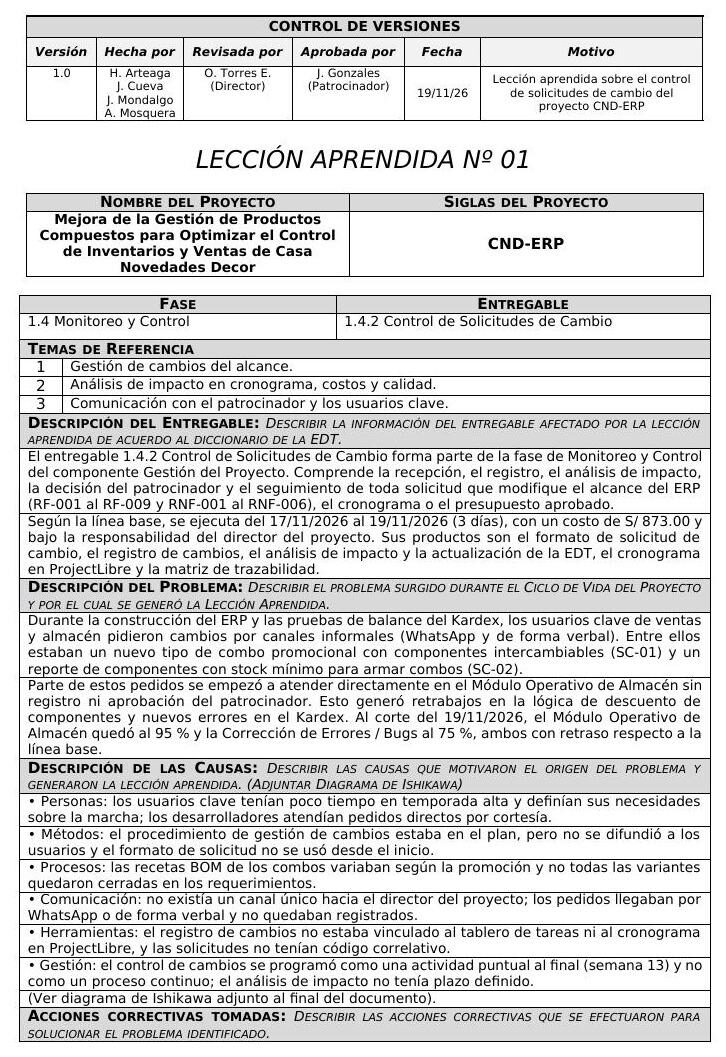 CONTROL DE VERSIONES
Versión Hecha por Revisada por Aprobada por Fecha Motivo
1.0 H. Arteaga J. Cueva J. Mondalgo A. Mosquera O. Torres E. (Director) J. Gonzales (Patrocinador) 19/11/26 Lección aprendida sobre el control de solicitudes de cambio del proyecto CND-ERP
LECCIÓN APRENDIDA Nº 01
NOMBRE DEL PROYECTO SIGLAS DEL PROYECTO
Mejora de la Gestión de Productos
Compuestos para Optimizar el Control
de Inventarios y Ventas de Casa
Novedades Decor
CND-ERP
FASE ENTREGABLE
1.4 Monitoreo y Control 1.4.2 Control de Solicitudes de Cambio
TEMAS DE REFERENCIA
1 Gestión de cambios del alcance.
2 Análisis de impacto en cronograma, costos y calidad.
3 Comunicación con el patrocinador y los usuarios clave.
DESCRIPCIÓN DEL ENTREGABLE: DESCRIBIR LA INFORMACIÓN DEL ENTREGABLE AFECTADO POR LA LECCIÓN
APRENDIDA DE ACUERDO AL DICCIONARIO DE LA EDT.
El entregable 1.4.2 Control de Solicitudes de Cambio forma parte de la fase de Monitoreo y Control
del componente Gestión del Proyecto. Comprende la recepción, el registro, el análisis de impacto,
la decisión del patrocinador y el seguimiento de toda solicitud que modifique el alcance del ERP
(RF-001 al RF-009 y RNF-001 al RNF-006), el cronograma o el presupuesto aprobado.
Según la línea base, se ejecuta del 17/11/2026 al 19/11/2026 (3 días), con un costo de S/ 873.00 y
bajo la responsabilidad del director del proyecto. Sus productos son el formato de solicitud de
cambio, el registro de cambios, el análisis de impacto y la actualización de la EDT, el cronograma
en ProjectLibre y la matriz de trazabilidad.
DESCRIPCIÓN DEL PROBLEMA: DESCRIBIR EL PROBLEMA SURGIDO DURANTE EL CICLO DE VIDA DEL PROYECTO
Y POR EL CUAL SE GENERÓ LA LECCIÓN APRENDIDA.
Durante la construcción del ERP y las pruebas de balance del Kardex, los usuarios clave de ventas
y almacén pidieron cambios por canales informales (WhatsApp y de forma verbal). Entre ellos
estaban un nuevo tipo de combo promocional con componentes intercambiables (SC-01) y un
reporte de componentes con stock mínimo para armar combos (SC-02).
Parte de estos pedidos se empezó a atender directamente en el Módulo Operativo de Almacén sin
registro ni aprobación del patrocinador. Esto generó retrabajos en la lógica de descuento de
componentes y nuevos errores en el Kardex. Al corte del 19/11/2026, el Módulo Operativo de
Almacén quedó al 95 % y la Corrección de Errores / Bugs al 75 %, ambos con retraso respecto a la
línea base.
DESCRIPCIÓN DE LAS CAUSAS: DESCRIBIR LAS CAUSAS QUE MOTIVARON EL ORIGEN DEL PROBLEMA Y
GENERARON LA LECCIÓN APRENDIDA. (ADJUNTAR DIAGRAMA DE ISHIKAWA)
• Personas: los usuarios clave tenían poco tiempo en temporada alta y definían sus necesidades
sobre la marcha; los desarrolladores atendían pedidos directos por cortesía.
• Métodos: el procedimiento de gestión de cambios estaba en el plan, pero no se difundió a los
usuarios y el formato de solicitud no se usó desde el inicio.
• Procesos: las recetas BOM de los combos variaban según la promoción y no todas las variantes
quedaron cerradas en los requerimientos.
• Comunicación: no existía un canal único hacia el director del proyecto; los pedidos llegaban por
WhatsApp o de forma verbal y no quedaban registrados.
• Herramientas: el registro de cambios no estaba vinculado al tablero de tareas ni al cronograma
en ProjectLibre, y las solicitudes no tenían código correlativo.
• Gestión: el control de cambios se programó como una actividad puntual al final (semana 13) y no
como un proceso continuo; el análisis de impacto no tenía plazo definido.
(Ver diagrama de Ishikawa adjunto al final del documento).
ACCIONES CORRECTIVAS TOMADAS: DESCRIBIR LAS ACCIONES CORRECTIVAS QUE SE EFECTUARON PARA
SOLUCIONAR EL PROBLEMA IDENTIFICADO.